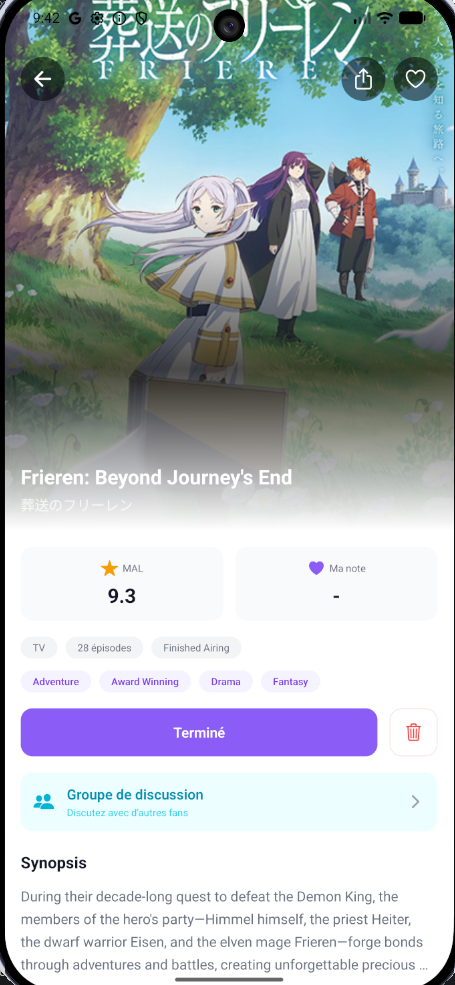 9:42
葬送のフリーレン
FRIEREN
Frieren: Beyond Journey's End
葬送のフリーレン
MAL
9.3
Ma note
-
TV
28 épisodes
Finished Airing
Adventure
Award Winning
Drama
Fantasy
Terminé
Groupe de discussion
Discutez avec d'autres fans
Synopsis
During their decade-long quest to defeat the Demon King, the
members of the hero's party—Himmel himself, the priest Heiter,
the dwarf warrior Eisen, and the elven mage Frieren—forge bonds
through adventures and battles, creating unforgettable precious ...